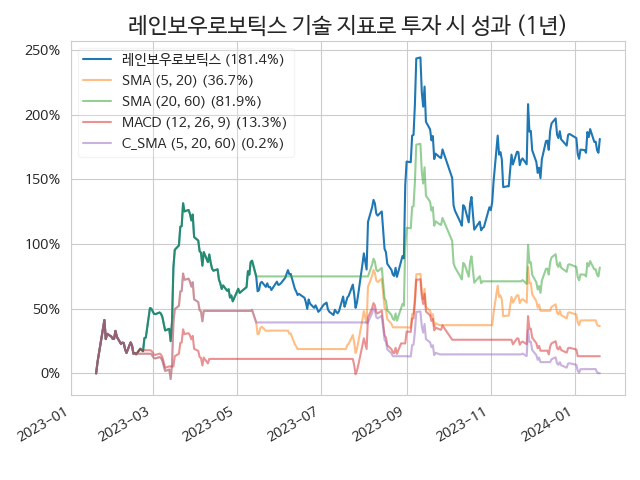 레인보우로보틱스 기술 지표로 투자 시 성과 (1년)
250%
200%
150%
100%
50%
0%
레인보우로보틱스 (181.4%)
SMA (5, 20) (36.7%)
SMA (20, 60) (81.9%)
MACD (12, 26, 9) (13.3%)
C_SMA (5, 20, 60) (0.2%)
2023-01
2023-03
2023-05
2023-07
2023-09
2023-11
2024-01